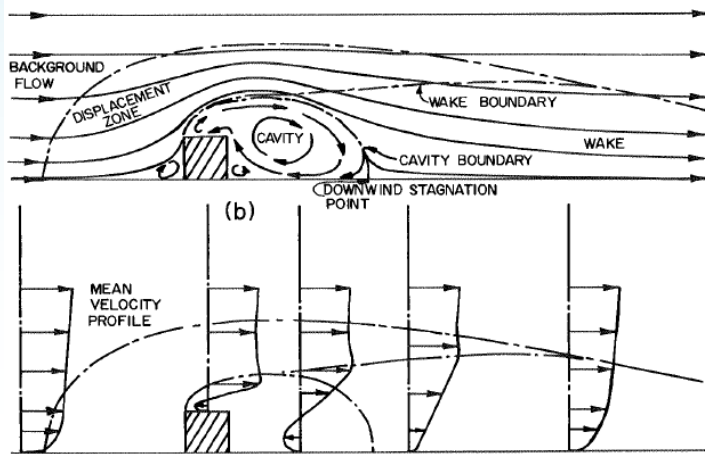 BACKGROUND
FLOW
DISPLACEMENT
ZONE
CAVITY
WAKE BOUNDARY
WAKE
CAVITY BOUNDARY
DOWNWIND STAGNATION
POINT
(b)
MEAN
VELOCITY
PROFILE